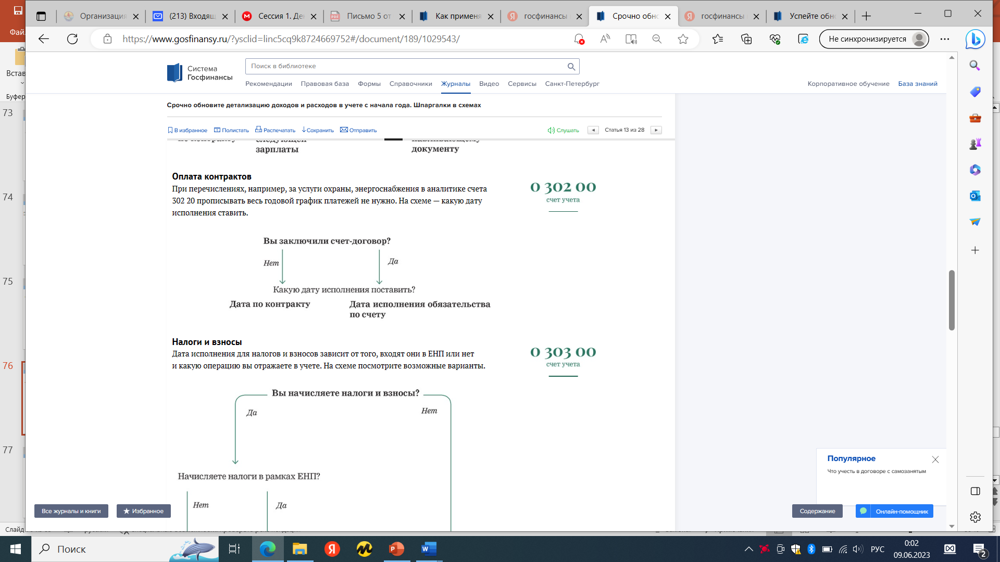 Организация
(213) Входящ
Сессия 1. Де
Письмо 5 от
Как применя
госфинансы
Срочно обно
госфинансы
Успейте обн
Фай
https://www.gosfinansy.ru/?ysclid=linc5cq9k8724669752#/document/189/1029543/
Не синхронизируется
Встав
Буфер
Система
Госфинансы
Поиск в библиотеке
Рекомендации Правовая база Формы Справочники Журналы Видео Сервисы Санкт-Петербург
Корпоративное обучение База знаний
Срочно обновите детализацию доходов и расходов в учете с начала года. Шпаргалки в схемах
В избранное Полистать Распечатать Сохранить Отправить
Слушать Статья 13 из 28
зарплаты
документу
Оплата контрактов
При перечислениях, например, за услуги охраны, энергоснабжения в аналитике счета
302 20 прописывать весь годовой график платежей не нужно. На схеме — какую дату
исполнения ставить.
0 302 00
счет учета
Вы заключили счет-договор?
Нет Да
Какую дату исполнения поставить?
Дата по контракту
Дата исполнения обязательства
по счету
Налоги и взносы
Дата исполнения для налогов и взносов зависит от того, входят они в ЕНП или нет
и какую операцию вы отражаете в учете. На схеме посмотрите возможные варианты.
0 303 00
счет учета
Вы начисляете налоги и взносы?
Да Нет
Начисляете налоги в рамках ЕНП?
Нет Да
73
74
75
76
77
Популярное
Что учесть в договоре с самозанятым
Все журналы и книги
Избранное
Содержание
Онлайн-помощник
Слайд
Поиск
РУС
0:02
09.06.2023
2